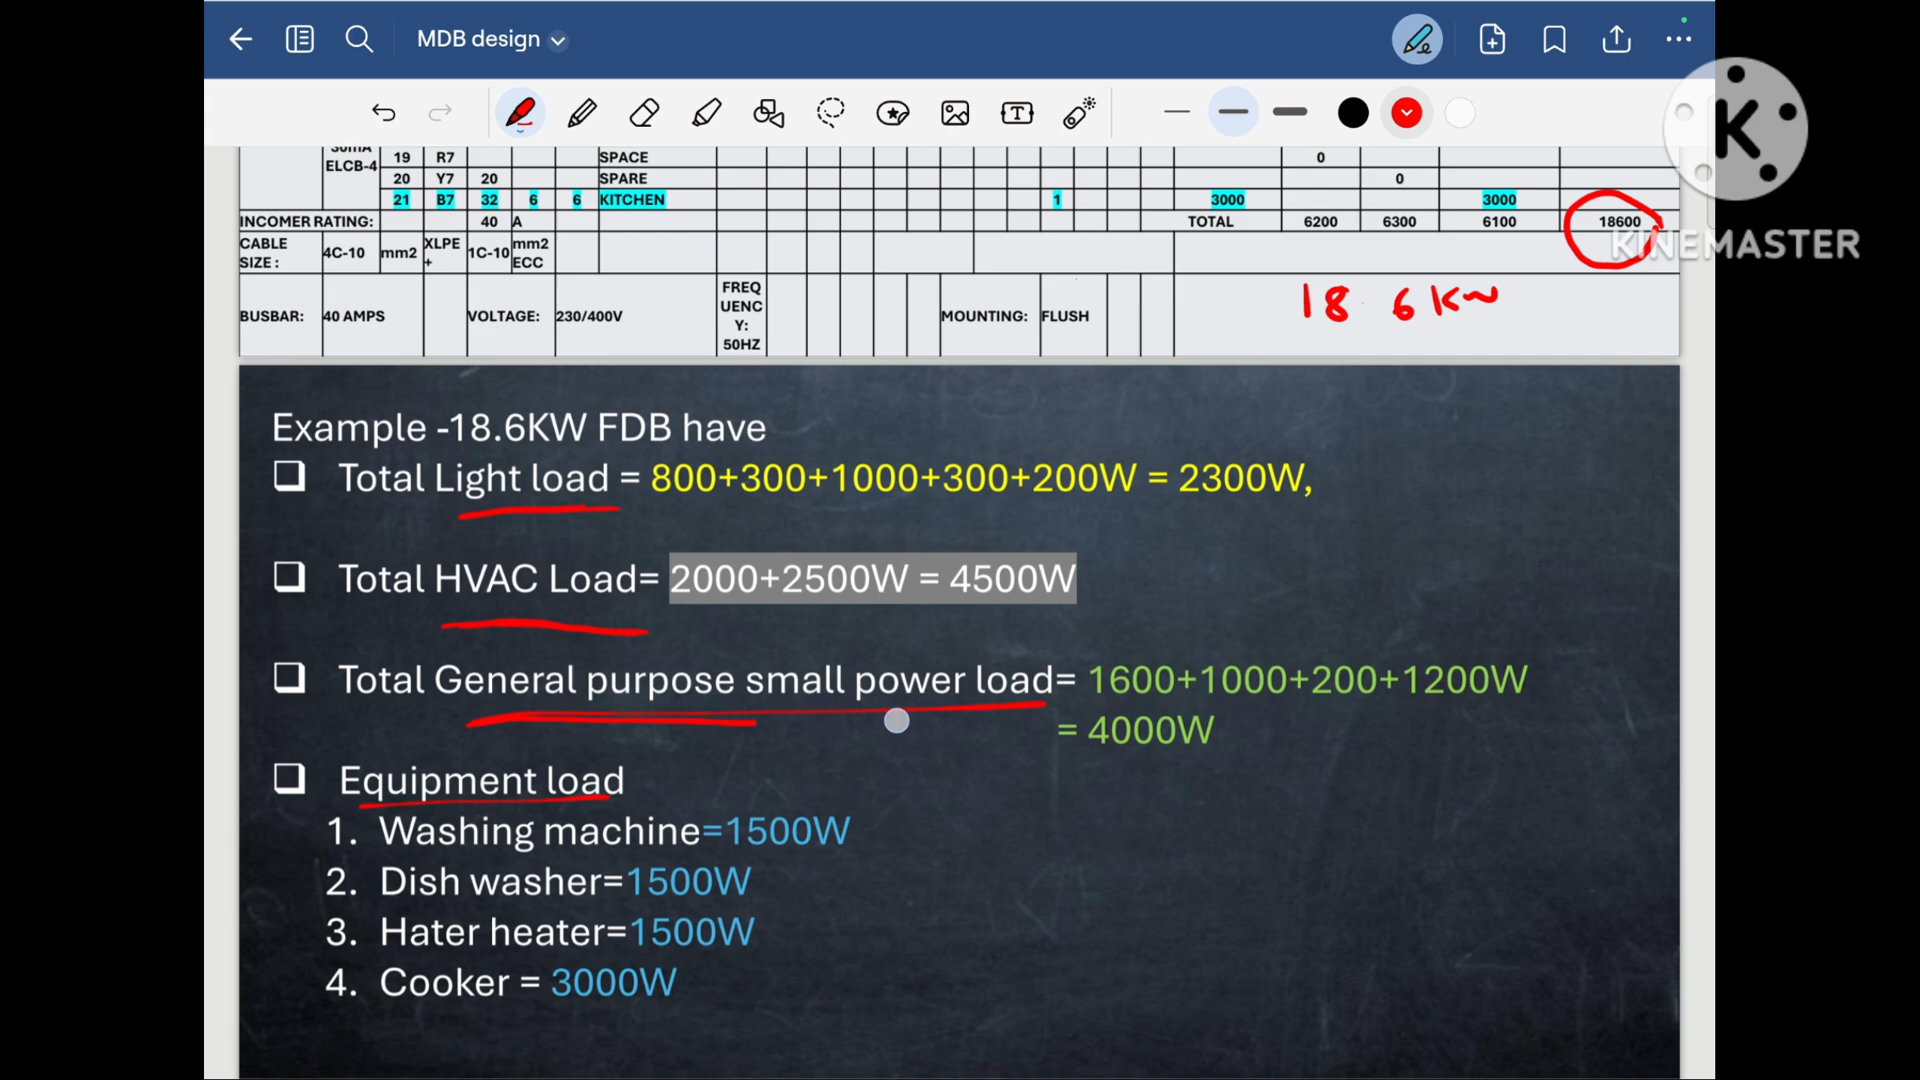 MDB design
30mA
ELCB-4
19 R7 SPACE 0
20 Y7 20 SPARE 0
21 B7 32 6 6 KITCHEN 1 3000 3000
INCOMER RATING: 40 A TOTAL 6200 6300 6100 18600
CABLE SIZE : 4C-10 mm2 XLPE + 1C-10 mm2 ECC
BUSBAR: 40 AMPS VOLTAGE: 230/400V FREQ UENC Y: 50HZ MOUNTING: FLUSH
18.6 KW
K
KINEMASTER
Example -18.6KW FDB have
Total Light load = 800+300+1000+300+200W = 2300W,
Total HVAC Load= 2000+2500W = 4500W
Total General purpose small power load= 1600+1000+200+1200W
= 4000W
Equipment load
1. Washing machine=1500W
2. Dish washer=1500W
3. Hater heater=1500W
4. Cooker = 3000W